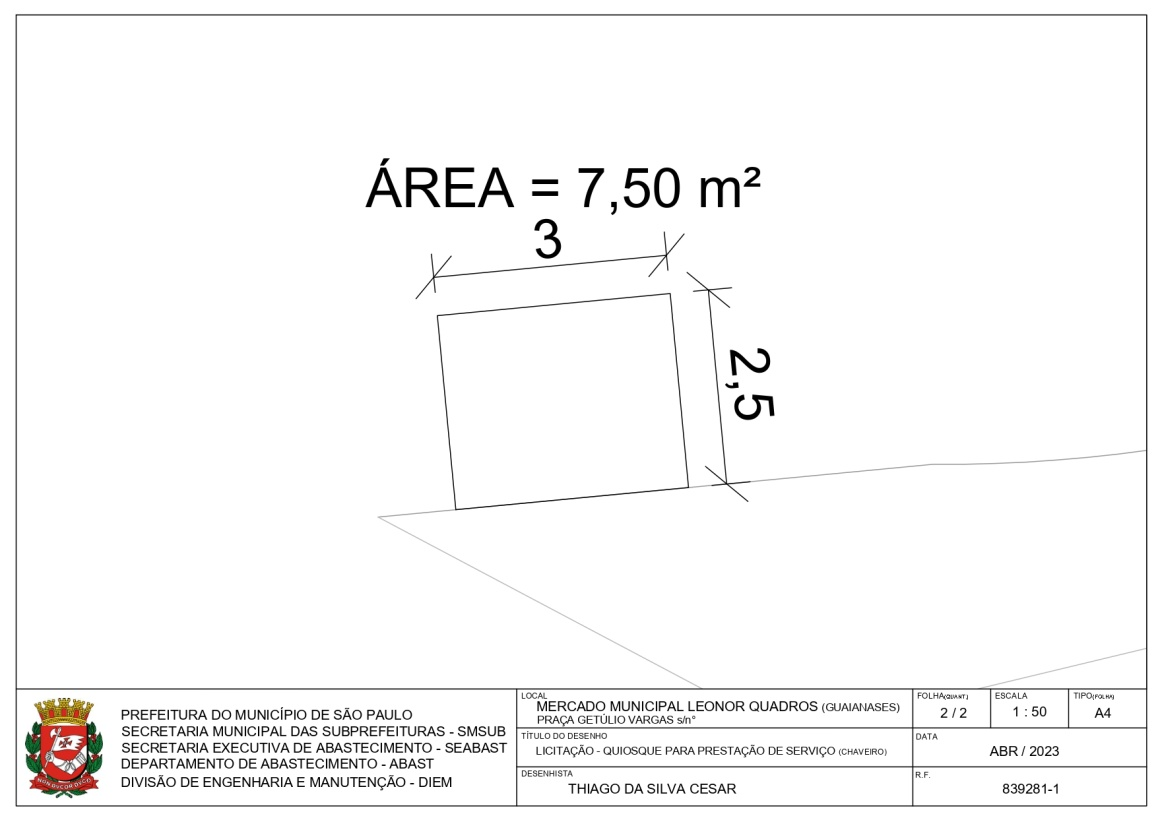 ÁREA = 7,50 m²
3
2,5
PREFEITURA DO MUNICÍPIO DE SÃO PAULO
SECRETARIA MUNICIPAL DAS SUBPREFEITURAS - SMSUB
SECRETARIA EXECUTIVA DE ABASTECIMENTO - SEABAST
DEPARTAMENTO DE ABASTECIMENTO - ABAST
DIVISÃO DE ENGENHARIA E MANUTENÇÃO - DIEM
LOCAL
MERCADO MUNICIPAL LEONOR QUADROS (GUAIANASES)
PRAÇA GETÚLIO VARGAS s/n°
FOLHA(QUANT)
2 / 2
ESCALA
1 : 50
TIPO(FOLHA)
A4
TÍTULO DO DESENHO
LICITAÇÃO - QUIOSQUE PARA PRESTAÇÃO DE SERVIÇO (CHAVEIRO)
DATA
ABR / 2023
DESENHISTA
THIAGO DA SILVA CESAR
R.F.
839281-1